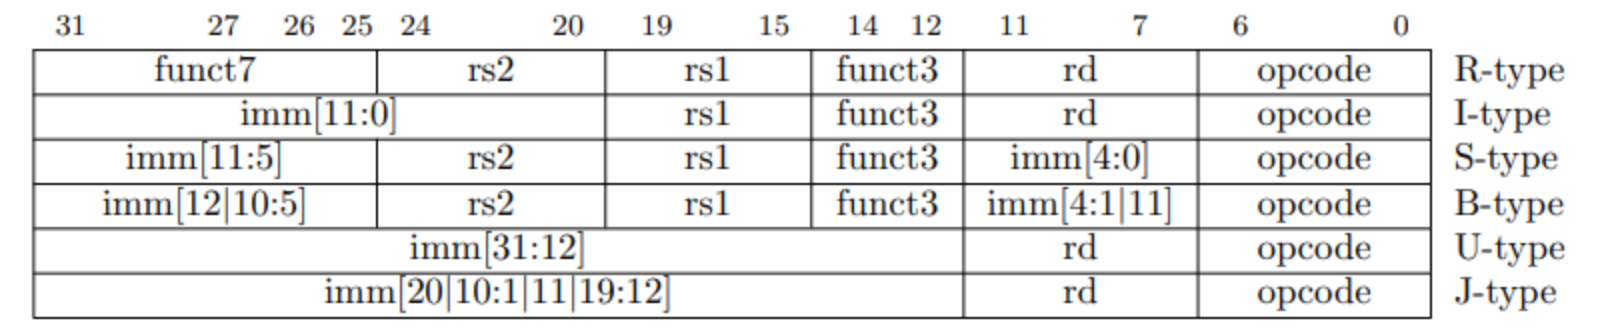 31 27 26 25 24 20 19 15 14 12 11 7 6 0
funct7 rs2 rs1 funct3 rd opcode R-type
imm[11:0] rs1 funct3 rd opcode I-type
imm[11:5] rs2 rs1 funct3 imm[4:0] opcode S-type
imm[12|10:5] rs2 rs1 funct3 imm[4:1|11] opcode B-type
imm[31:12] rd opcode U-type
imm[20|10:1|11|19:12] rd opcode J-type